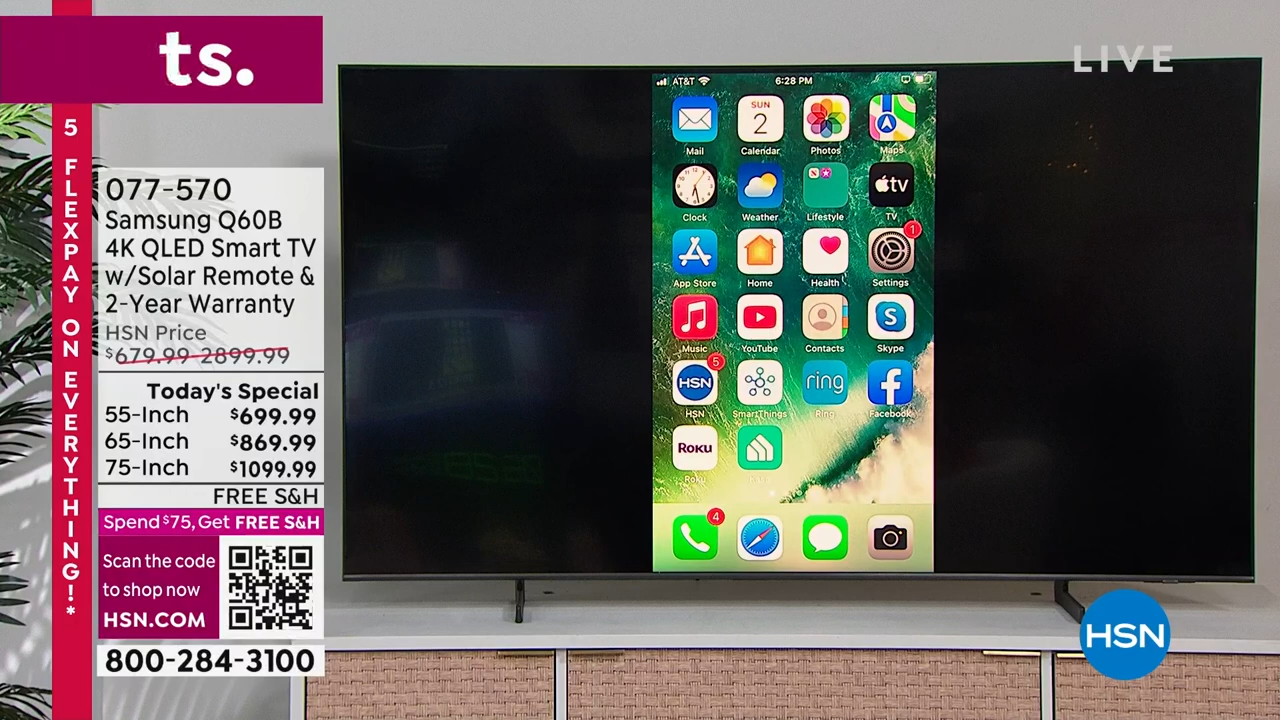 ts.
5 FLEXPAY ON EVERYTHING!*
077-570
Samsung Q60B
4K QLED Smart TV
w/Solar Remote &
2-Year Warranty
HSN Price
$679.99-2899.99
Today's Special
55-Inch $699.99
65-Inch $869.99
75-Inch $1099.99
FREE S&H
Spend $75, Get FREE S&H
Scan the code
to shop now
HSN.COM
800-284-3100
LIVE
AT&T 6:28 PM
SUN
2
Mail Calendar Photos Maps
tv
Clock Weather Lifestyle TV
1
App Store Home Health Settings
S
Music YouTube Contacts Skype
5
HSN ring f
HSN SmartThings Ring Facebook
Roku
Roku
4
HSN